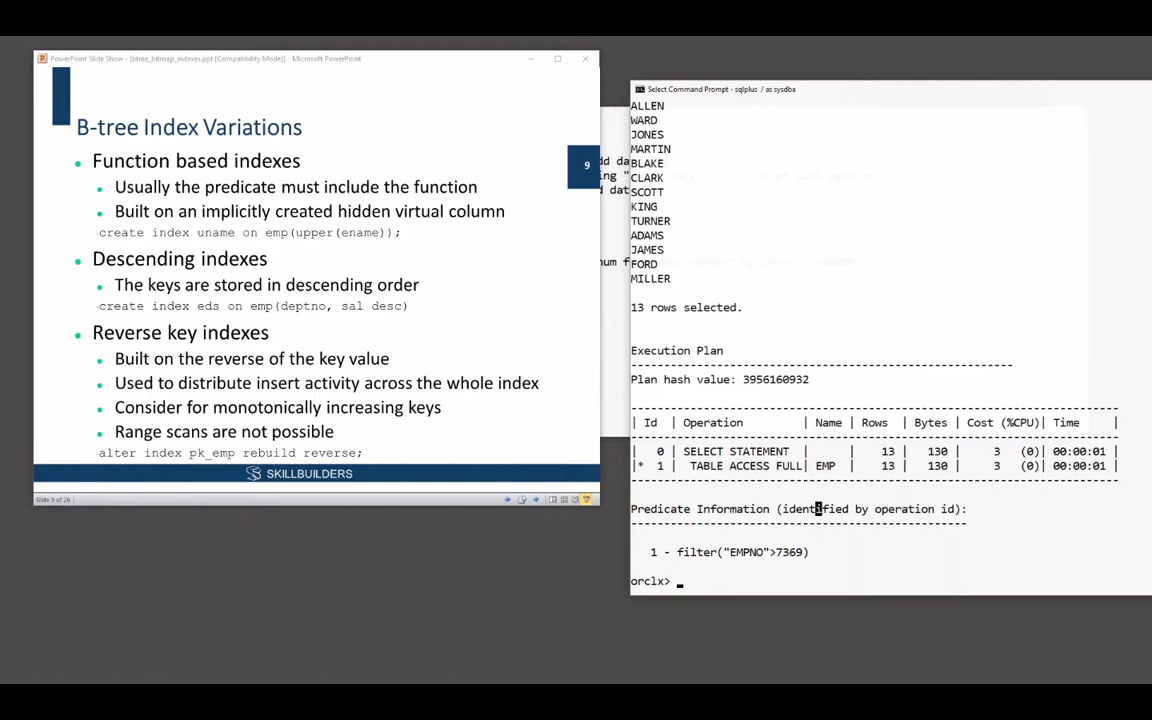 PowerPoint Slide Show - [btree_bitmap_indexes.ppt [Compatibility Mode]] - Microsoft PowerPoint
B-tree Index Variations
9
Function based indexes
Usually the predicate must include the function
Built on an implicitly created hidden virtual column
create index uname on emp(upper(ename));
Descending indexes
The keys are stored in descending order
create index eds on emp(deptno, sal desc)
Reverse key indexes
Built on the reverse of the key value
Used to distribute insert activity across the whole index
Consider for monotonically increasing keys
Range scans are not possible
alter index pk_emp rebuild reverse;
SKILLBUILDERS
Slide 9 of 26
Select Command Prompt - sqlplus / as sysdba
ALLEN
WARD
JONES
MARTIN
BLAKE
CLARK
SCOTT
KING
TURNER
ADAMS
JAMES
FORD
MILLER
13 rows selected.
Execution Plan
----------------------------------------------------------
Plan hash value: 3956160932
--------------------------------------------------------------------------
| Id  | Operation         | Name | Rows  | Bytes | Cost (%CPU)| Time     |
--------------------------------------------------------------------------
|   0 | SELECT STATEMENT  |      |    13 |   130 |     3   (0)| 00:00:01 |
|*  1 |  TABLE ACCESS FULL| EMP  |    13 |   130 |     3   (0)| 00:00:01 |
--------------------------------------------------------------------------
Predicate Information (identified by operation id):
---------------------------------------------------
1 - filter("EMPNO">7369)
orclx> _